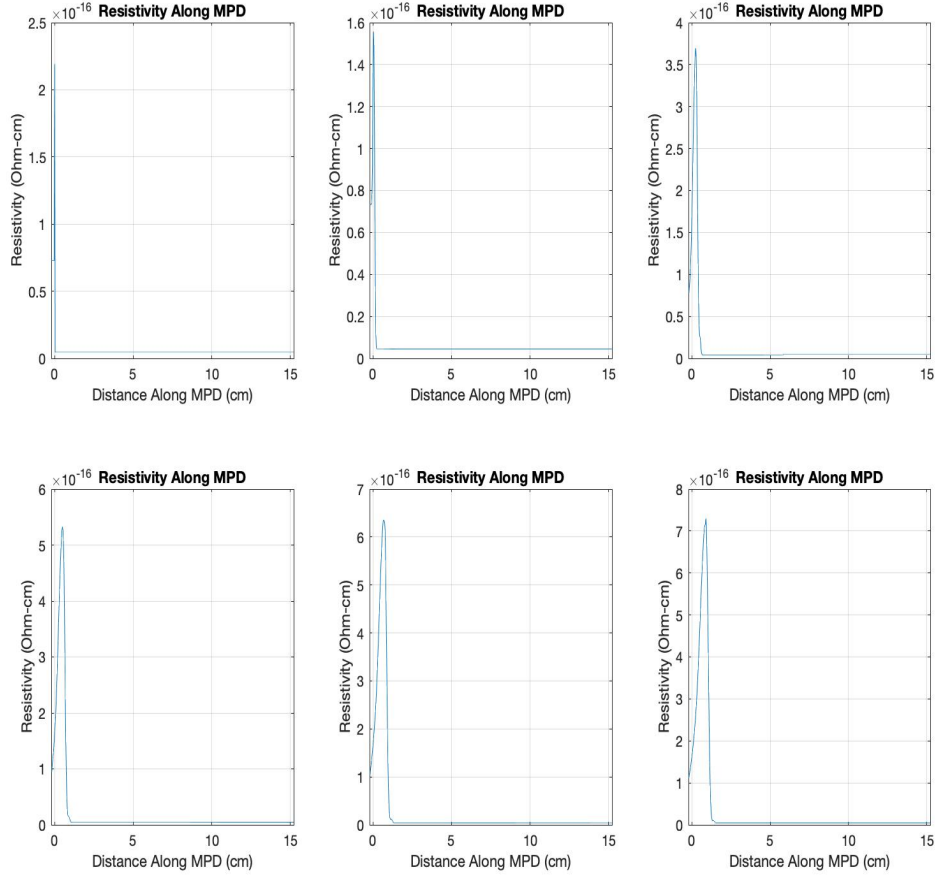 ×10⁻¹⁶ Resistivity Along MPD
2.5
2
1.5
1
0.5
0
Resistivity (Ohm-cm)
0 5 10 15
Distance Along MPD (cm)
×10⁻¹⁶ Resistivity Along MPD
1.6
1.4
1.2
1
0.8
0.6
0.4
0.2
0
Resistivity (Ohm-cm)
0 5 10 15
Distance Along MPD (cm)
×10⁻¹⁶ Resistivity Along MPD
4
3.5
3
2.5
2
1.5
1
0.5
0
Resistivity (Ohm-cm)
0 5 10 15
Distance Along MPD (cm)
×10⁻¹⁶ Resistivity Along MPD
6
5
4
3
2
1
0
Resistivity (Ohm-cm)
0 5 10 15
Distance Along MPD (cm)
×10⁻¹⁶ Resistivity Along MPD
7
6
5
4
3
2
1
0
Resistivity (Ohm-cm)
0 5 10 15
Distance Along MPD (cm)
×10⁻¹⁶ Resistivity Along MPD
8
7
6
5
4
3
2
1
0
Resistivity (Ohm-cm)
0 5 10 15
Distance Along MPD (cm)